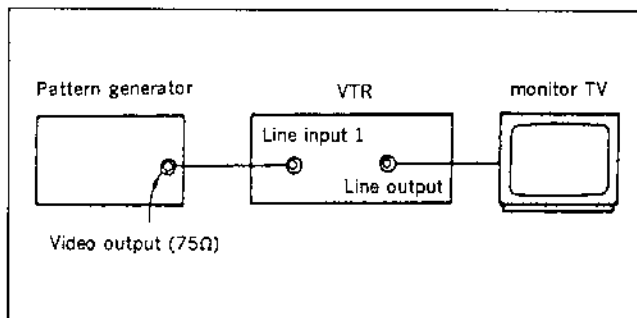 Pattern generator
VTR
monitor TV
Line input 1
Line output
Video output (75Ω)